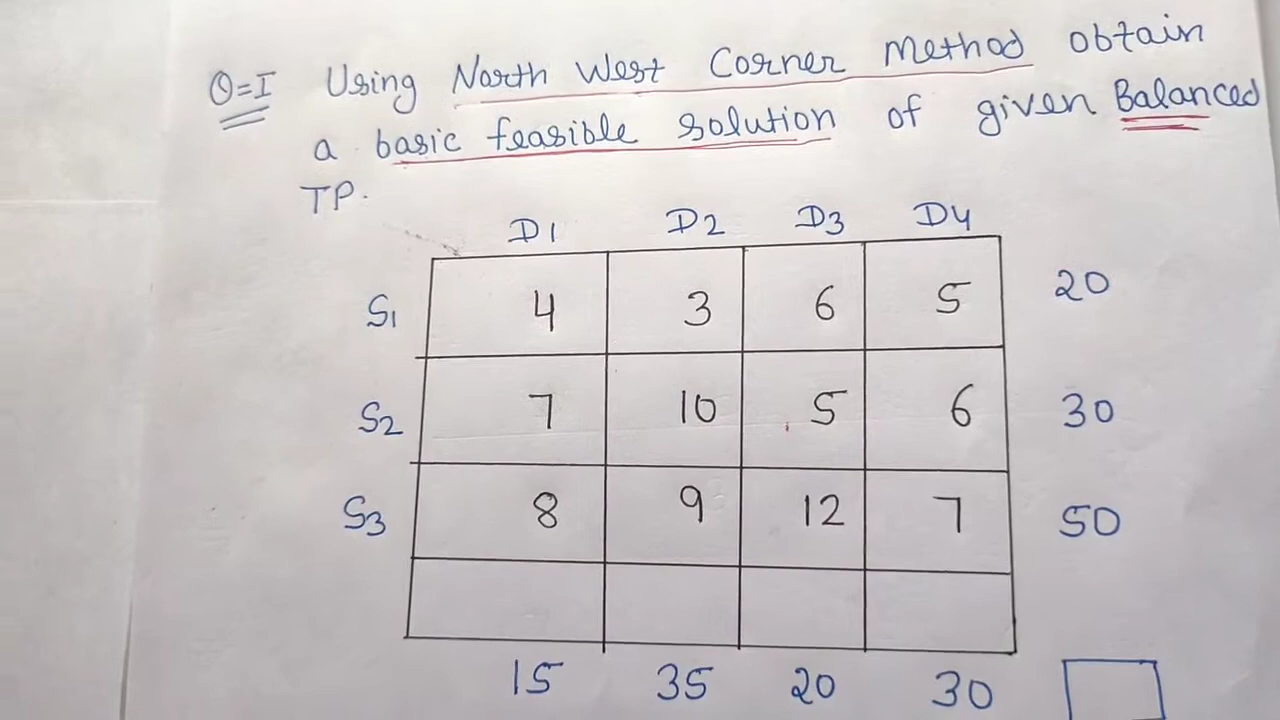 Q=I Using North West Corner Method obtain
a basic feasible solution of given Balanced
TP.
D1 D2 D3 D4
S1 4 3 6 5 20
S2 7 10 5 6 30
S3 8 9 12 7 50
15 35 20 30